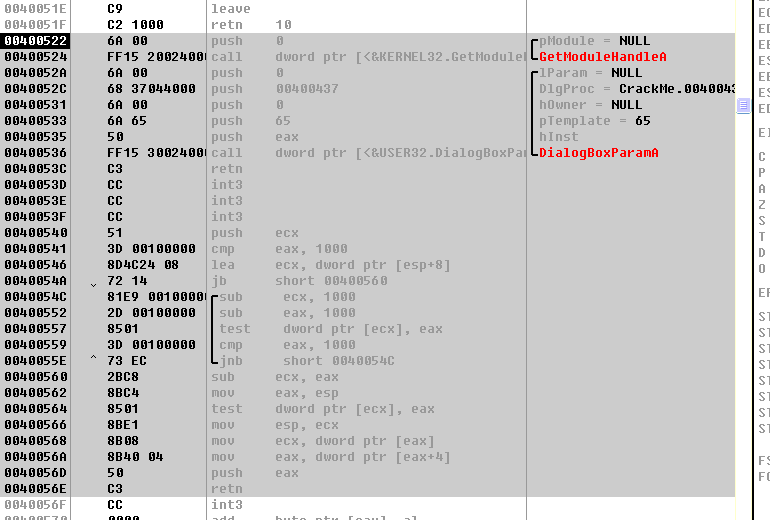 0040051E C9 leave
0040051F C2 1000 retn 10
00400522 6A 00 push 0 pModule = NULL
00400524 FF15 20024000 call dword ptr [<&KERNEL32.GetModuleH GetModuleHandleA
0040052A 6A 00 push 0 lParam = NULL
0040052C 68 37044000 push 00400437 DlgProc = CrackMe.0040043
00400531 6A 00 push 0 hOwner = NULL
00400533 6A 65 push 65 pTemplate = 65
00400535 50 push eax hInst
00400536 FF15 30024000 call dword ptr [<&USER32.DialogBoxPar DialogBoxParamA
0040053C C3 retn
0040053D CC int3
0040053E CC int3
0040053F CC int3
00400540 51 push ecx
00400541 3D 00100000 cmp eax, 1000
00400546 8D4C24 08 lea ecx, dword ptr [esp+8]
0040054A 72 14 jb short 00400560
0040054C 81E9 00100000 sub ecx, 1000
00400552 2D 00100000 sub eax, 1000
00400557 8501 test dword ptr [ecx], eax
00400559 3D 00100000 cmp eax, 1000
0040055E 73 EC jnb short 0040054C
00400560 2BC8 sub ecx, eax
00400562 8BC4 mov eax, esp
00400564 8501 test dword ptr [ecx], eax
00400566 8BE1 mov esp, ecx
00400568 8B08 mov ecx, dword ptr [eax]
0040056A 8B40 04 mov eax, dword ptr [eax+4]
0040056D 50 push eax
0040056E C3 retn
0040056F CC int3
EI
C
P
A
Z
S
T
D
O